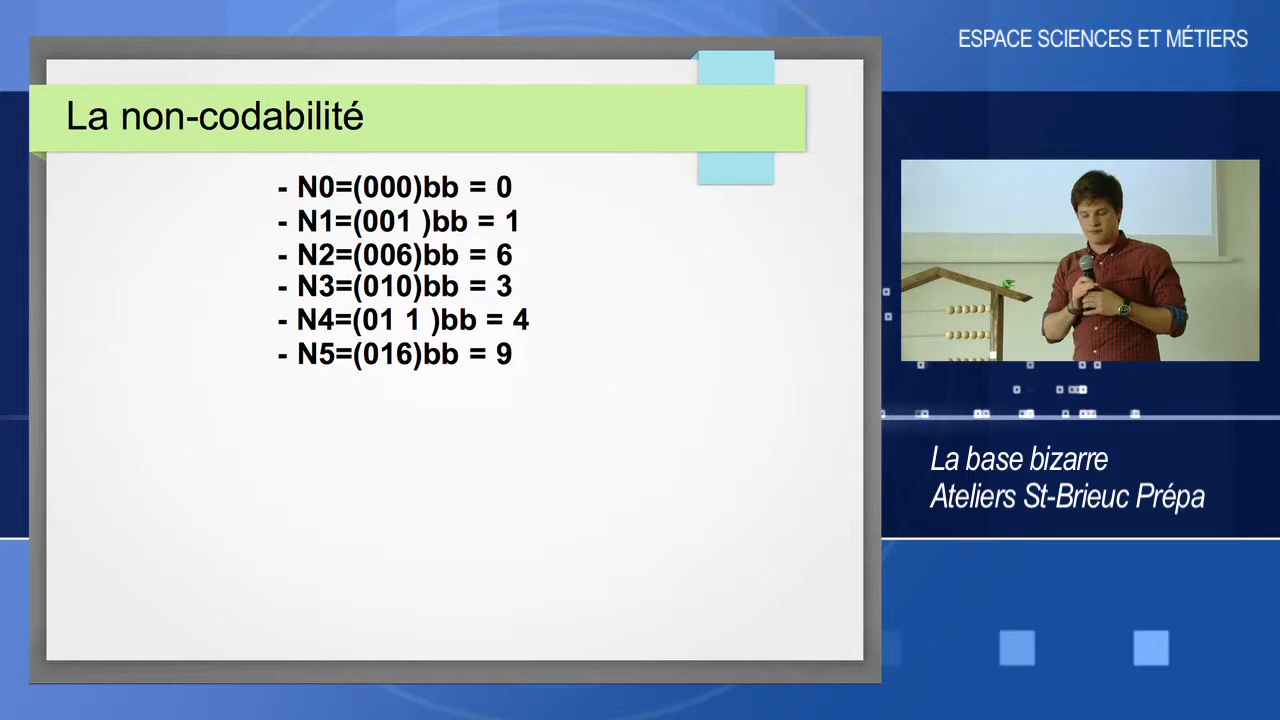 ESPACE SCIENCES ET MÉTIERS
La non-codabilité
- N0=(000)bb = 0
- N1=(001 )bb = 1
- N2=(006)bb = 6
- N3=(010)bb = 3
- N4=(01 1 )bb = 4
- N5=(016)bb = 9
La base bizarre
Ateliers St-Brieuc Prépa